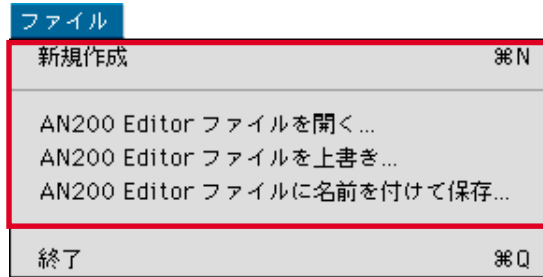 ファイル
新規作成 ⌘N
AN200 Editor ファイルを開く...
AN200 Editor ファイルを上書き...
AN200 Editor ファイルに名前を付けて保存...
終了 ⌘Q